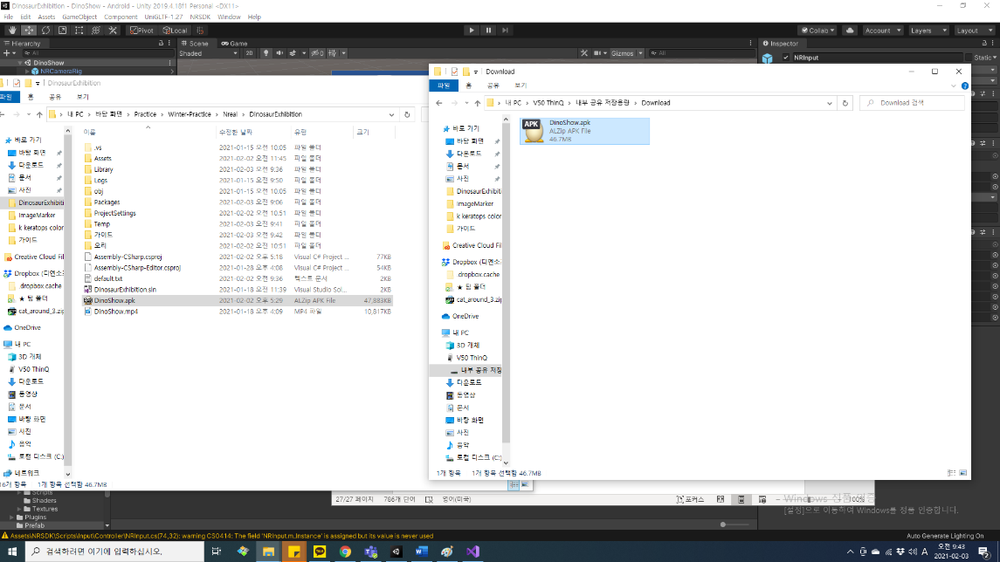 DinosaurExhibition - DinoShow - Android - Unity 2019.4.18f1 Personal <DX11>
File Edit Assets GameObject Component UniGLTF-1.27 NRSDK Window Help
Pivot Local Collab Account Layers Layout
Hierarchy Scene Game Inspector
All Shaded 2D 0 Gizmos All NRInput Static
DinoShow
NRCameraRig
DinosaurExhibition
파일 홈 공유 보기
내 PC > 바탕 화면 > Practice > Winter-Practice > Nreal > DinosaurExhibition
이름 수정한 날짜 유형 크기
바로 가기
바탕 화면
다운로드
문서
사진
DinosaurExhibiti
ImageMarker
k keratops color
가이드
Creative Cloud Fil
Dropbox (디엔소
.dropbox.cache
★ 팀 폴더
cat_around_3.zip
OneDrive
내 PC
3D 개체
V50 ThinQ
다운로드
동영상
문서
바탕 화면
사진
음악
로컬 디스크 (C:)
네트워크
.vs 2021-01-15 오전 10:05 파일 폴더
Assets 2021-02-02 오전 11:45 파일 폴더
Library 2021-02-03 오전 9:36 파일 폴더
Logs 2021-01-15 오전 9:50 파일 폴더
obj 2021-01-15 오전 10:05 파일 폴더
Packages 2021-02-03 오전 9:06 파일 폴더
ProjectSettings 2021-02-02 오전 10:51 파일 폴더
Temp 2021-02-03 오전 9:41 파일 폴더
가이드 2021-02-03 오전 9:42 파일 폴더
오리 2021-02-02 오전 10:51 파일 폴더
Assembly-CSharp.csproj 2021-02-02 오후 5:18 Visual C# Project ... 77KB
Assembly-CSharp-Editor.csproj 2021-01-28 오후 4:08 Visual C# Project ... 54KB
default.txt 2021-02-02 오후 9:36 텍스트 문서 2KB
DinosaurExhibition.sln 2021-01-18 오전 11:39 Visual Studio Sol... 2KB
DinoShow.apk 2021-02-02 오후 5:29 ALZip APK File 47,883KB
DinoShow.mp4 2021-01-18 오후 4:09 MP4 파일 10,817KB
16개 항목 1개 항목 선택함 46.7MB
Download
파일 홈 공유 보기
내 PC > V50 ThinQ > 내부 공유 저장용량 > Download
Download 검색
바로 가기
바탕 화면
다운로드
문서
사진
DinosaurExhibiti
ImageMarker
k keratops color
가이드
Creative Cloud File
Dropbox (디엔소
.dropbox.cache
★ 팀 폴더
cat_around_3.zip
OneDrive
내 PC
3D 개체
V50 ThinQ
내부 공유 저장
다운로드
동영상
문서
바탕 화면
사진
음악
로컬 디스크 (C:)
APK
DinoShow.apk
ALZip APK File
46.7MB
1개 항목 1개 항목 선택함 46.7MB
Scripts
Shaders
Textures
Plugins
Prefab
27/27 페이지 786개 단어 영어(미국) 포커스 100%
Windows 정품 인증
[설정]으로 이동하여 Windows를 정품 인증합니다.
Assets\NRSDK\Scripts\Input\Controller\NRInput.cs(74,32): warning CS0414: The field 'NRInput.m_Instance' is assigned but its value is never used
Auto Generate Lighting On
검색하려면 여기에 입력하십시오.
A 오전 9:43
2021-02-03